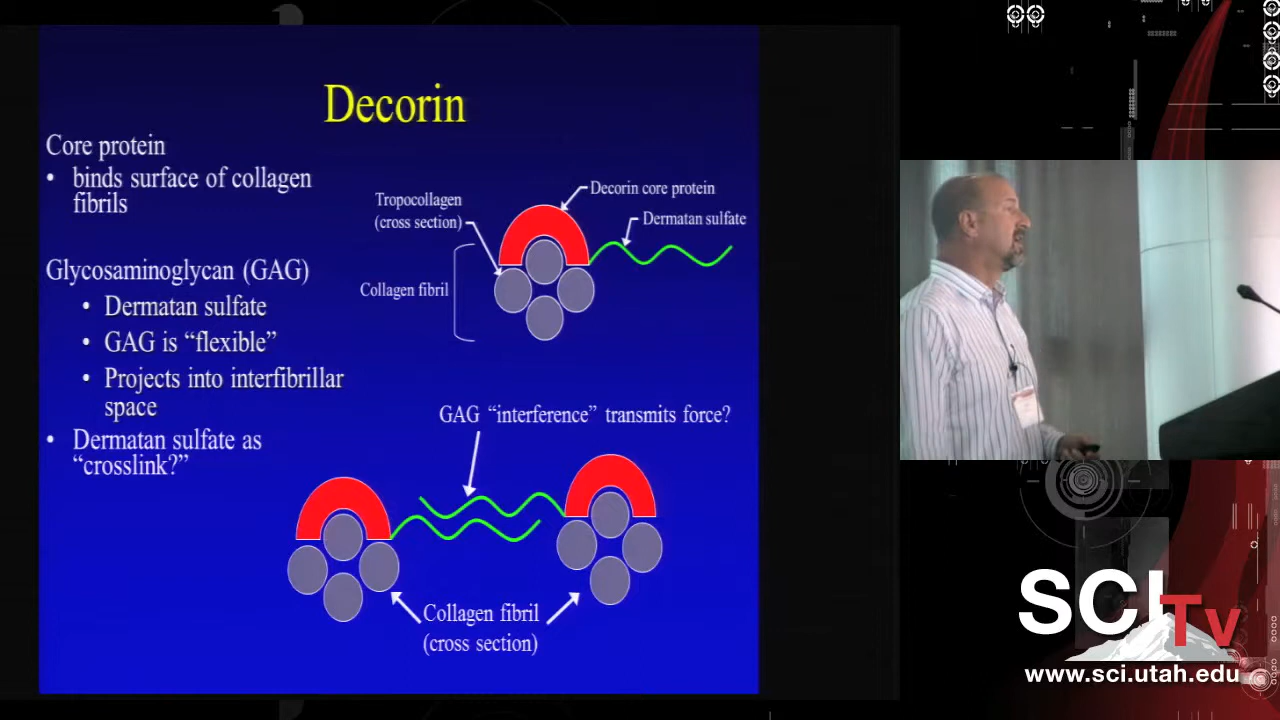 Decorin
Core protein
• binds surface of collagen
fibrils
Glycosaminoglycan (GAG)
• Dermatan sulfate
• GAG is “flexible”
• Projects into interfibrillar
space
• Dermatan sulfate as
“crosslink?”
Decorin core protein
Tropocollagen
(cross section)
Dermatan sulfate
Collagen fibril
GAG “interference” transmits force?
Collagen fibril
(cross section)
SCI
Tv
www.sci.utah.edu